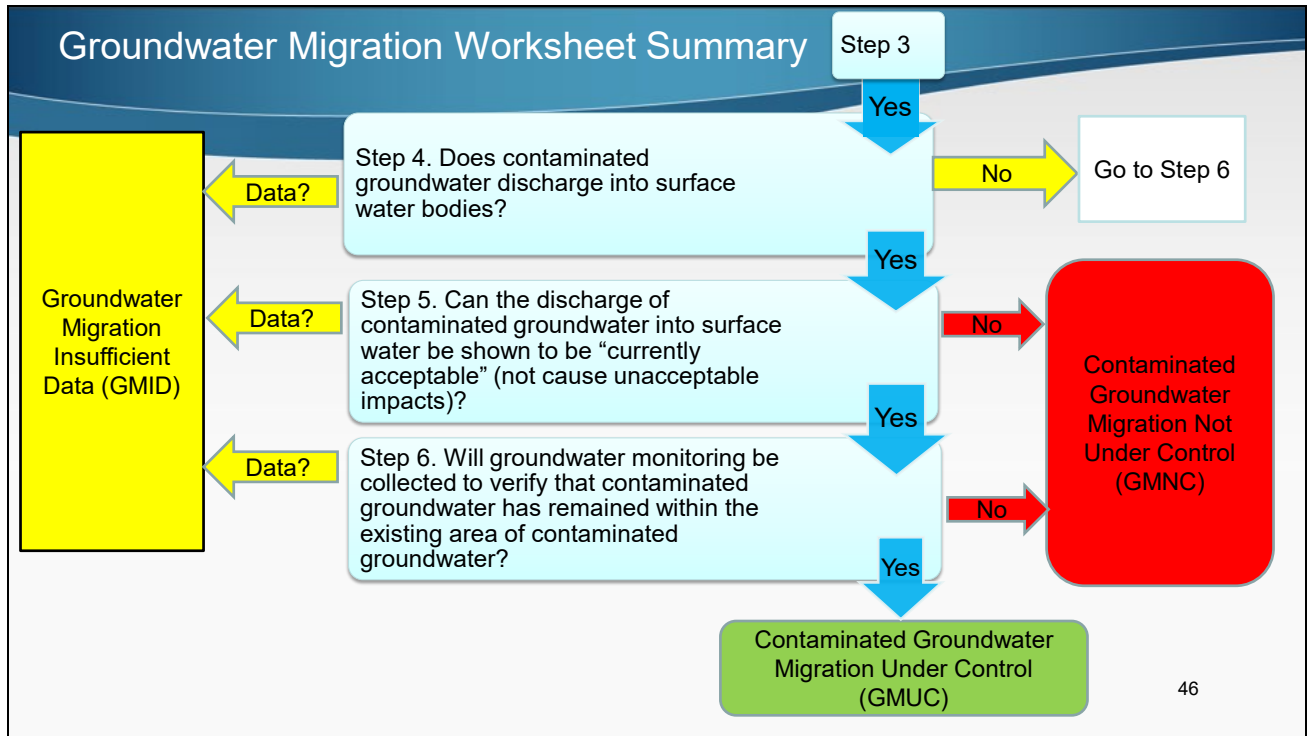 Groundwater Migration Worksheet Summary
Step 3
Yes
Step 4. Does contaminated
groundwater discharge into surface
water bodies?
Data?
No
Go to Step 6
Yes
Groundwater
Migration
Insufficient
Data (GMID)
Step 5. Can the discharge of
contaminated groundwater into surface
water be shown to be “currently
acceptable” (not cause unacceptable
impacts)?
Data?
No
Contaminated
Groundwater
Migration Not
Under Control
(GMNC)
Yes
Step 6. Will groundwater monitoring be
collected to verify that contaminated
groundwater has remained within the
existing area of contaminated
groundwater?
Data?
No
Yes
Contaminated Groundwater
Migration Under Control
(GMUC)
46